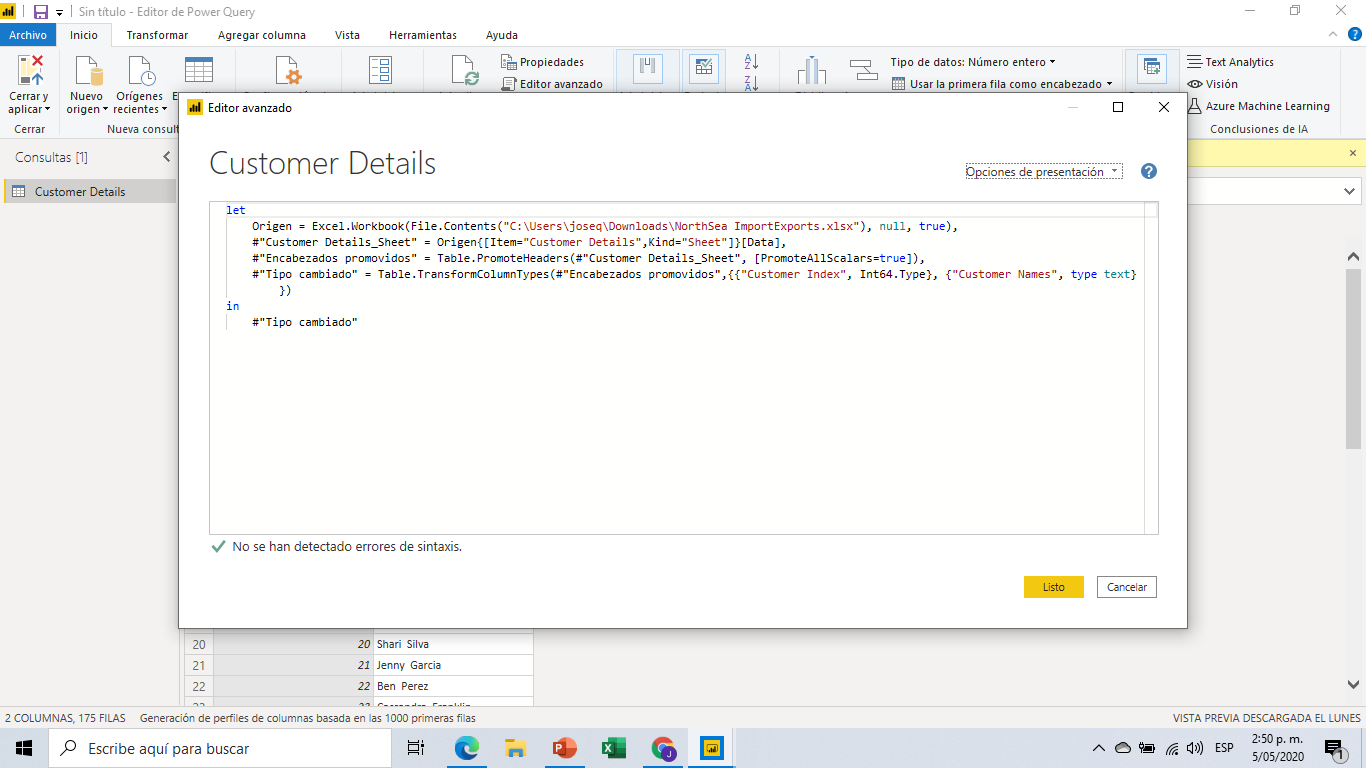 Sin título - Editor de Power Query
Archivo
Inicio
Transformar
Agregar columna
Vista
Herramientas
Ayuda
Cerrar y
aplicar
Cerrar
Nuevo
origen
Orígenes
recientes
Nueva consult
Propiedades
Editor avanzado
Tipo de datos: Número entero
Usar la primera fila como encabezado
Text Analytics
Visión
Azure Machine Learning
Conclusiones de IA
Consultas [1]
Customer Details
Editor avanzado
Customer Details
Opciones de presentación
let
Origen = Excel.Workbook(File.Contents("C:\Users\joseq\Downloads\NorthSea ImportExports.xlsx"), null, true),
#"Customer Details_Sheet" = Origen{[Item="Customer Details",Kind="Sheet"]}[Data],
#"Encabezados promovidos" = Table.PromoteHeaders(#"Customer Details_Sheet", [PromoteAllScalars=true]),
#"Tipo cambiado" = Table.TransformColumnTypes(#"Encabezados promovidos",{{"Customer Index", Int64.Type}, {"Customer Names", type text}
})
in
#"Tipo cambiado"
No se han detectado errores de sintaxis.
Listo
Cancelar
20 20 Shari Silva
21 21 Jenny Garcia
22 22 Ben Perez
2 COLUMNAS, 175 FILAS Generación de perfiles de columnas basada en las 1000 primeras filas
VISTA PREVIA DESCARGADA EL LUNES
Escribe aquí para buscar
ESP
2:50 p. m.
5/05/2020
1